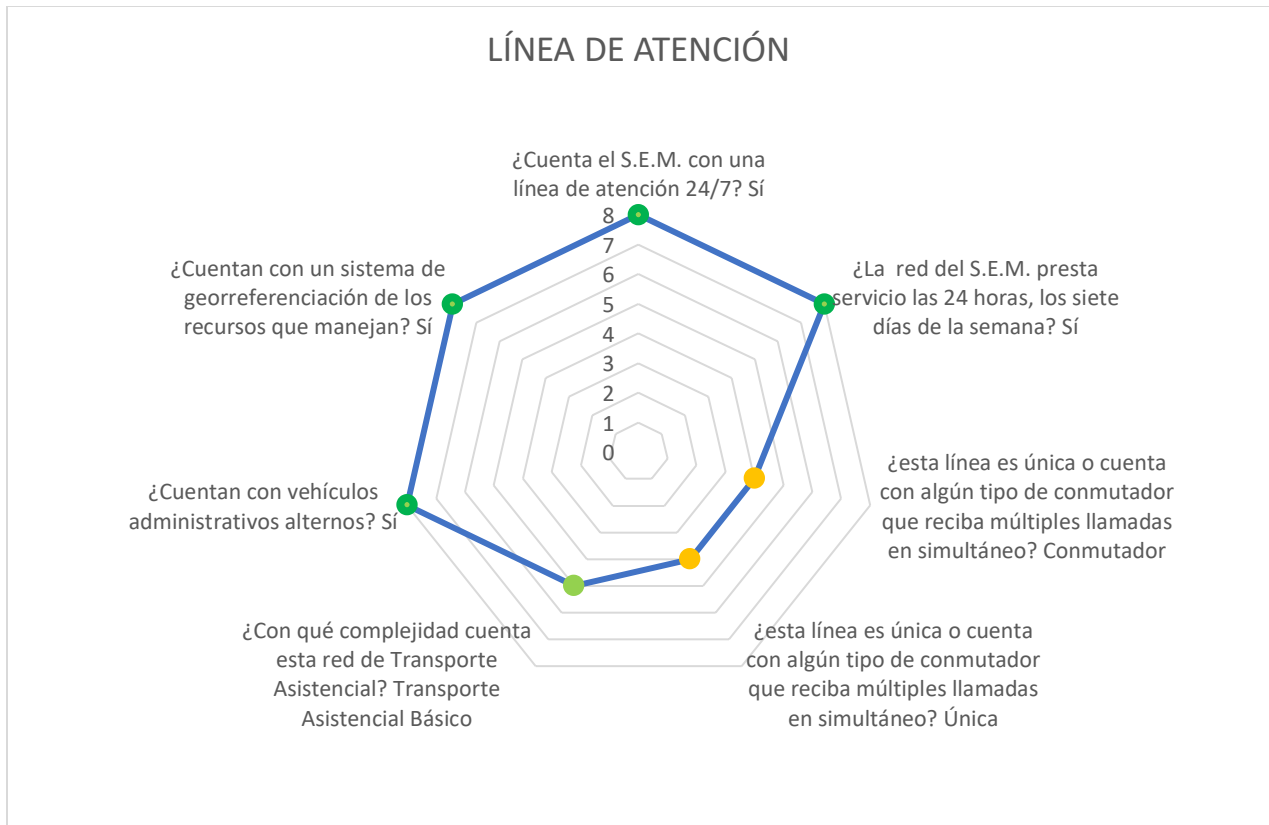 LÍNEA DE ATENCIÓN
¿Cuenta el S.E.M. con una
línea de atención 24/7? Sí
8
7
6
5
4
3
2
1
0
¿La  red del S.E.M. presta
servicio las 24 horas, los siete
días de la semana? Sí
¿esta línea es única o cuenta
con algún tipo de conmutador
que reciba múltiples llamadas
en simultáneo? Conmutador
¿esta línea es única o cuenta
con algún tipo de conmutador
que reciba múltiples llamadas
en simultáneo? Única
¿Con qué complejidad cuenta
esta red de Transporte
Asistencial? Transporte
Asistencial Básico
¿Cuentan con vehículos
administrativos alternos? Sí
¿Cuentan con un sistema de
georreferenciación de los
recursos que manejan? Sí